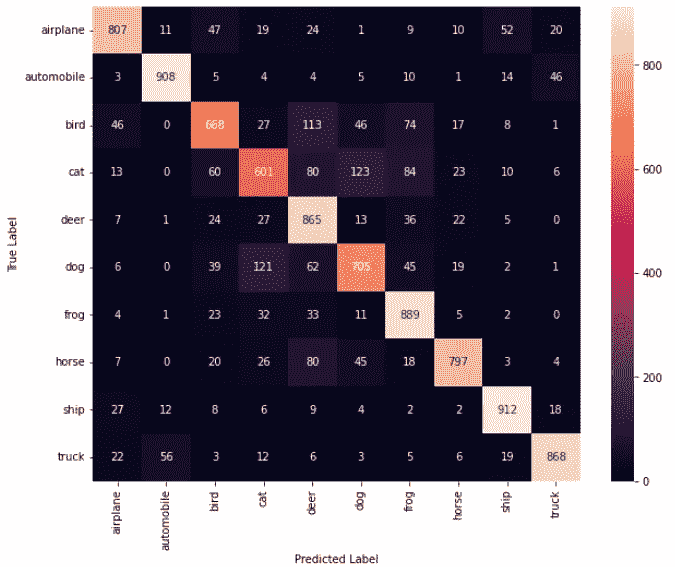 airplane 807 11 47 19 24 1 9 10 52 20
automobile 3 908 5 4 4 5 10 1 14 46
bird 46 0 668 27 113 46 74 17 8 1
cat 13 0 60 601 80 123 84 23 10 6
deer 7 1 24 27 865 13 36 22 5 0
dog 6 0 39 121 62 705 45 19 2 1
frog 4 1 23 32 33 11 889 5 2 0
horse 7 0 20 26 80 45 18 797 3 4
ship 27 12 8 6 9 4 2 2 912 18
truck 22 56 3 12 6 3 5 6 19 868
True Label
airplane automobile bird cat deer dog frog horse ship truck
Predicted Label
800
600
400
200
0